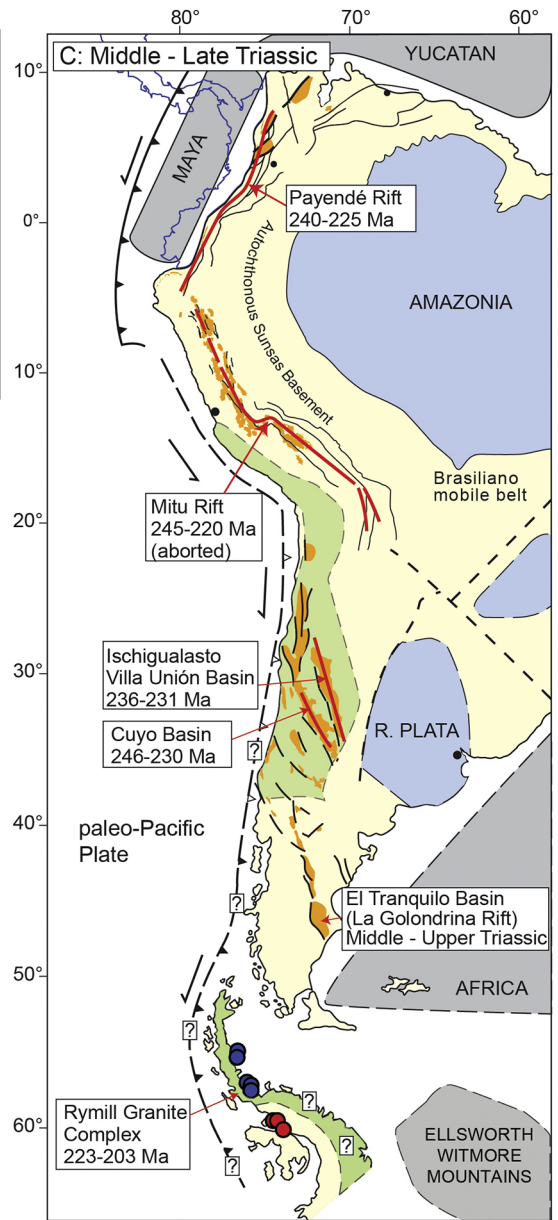 80°
70°
60°
C: Middle - Late Triassic
YUCATAN
10°
MAYA
Payendé Rift
240-225 Ma
0°
Autochthonous Sunsas Basement
AMAZONIA
10°
Brasiliano
mobile belt
Mitu Rift
245-220 Ma
(aborted)
20°
Ischigualasto
Villa Unión Basin
236-231 Ma
30°
Cuyo Basin
246-230 Ma
R. PLATA
?
paleo-Pacific
Plate
40°
El Tranquilo Basin
(La Golondrina Rift)
Middle - Upper Triassic
?
50°
AFRICA
?
Rymill Granite
Complex
223-203 Ma
?
60°
?
?
ELLSWORTH
WITMORE
MOUNTAINS